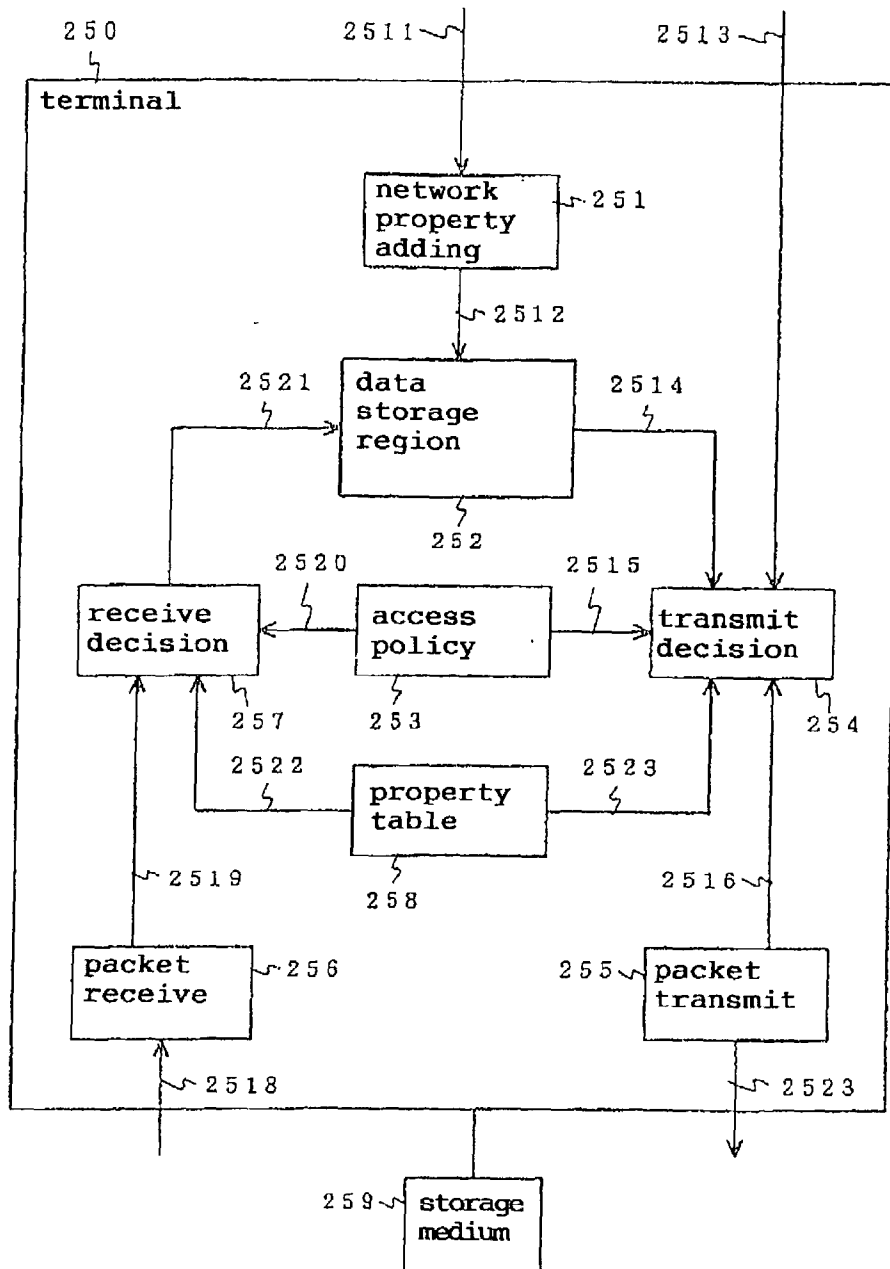 250
2511
2513
terminal
network
property
adding
251
2512
2521
data
storage
region
2514
252
2520
2515
receive
decision
access
policy
transmit
decision
257
253
254
2522
property
table
2523
2519
258
2516
packet
receive
256
255
packet
transmit
2518
2523
259
storage
medium